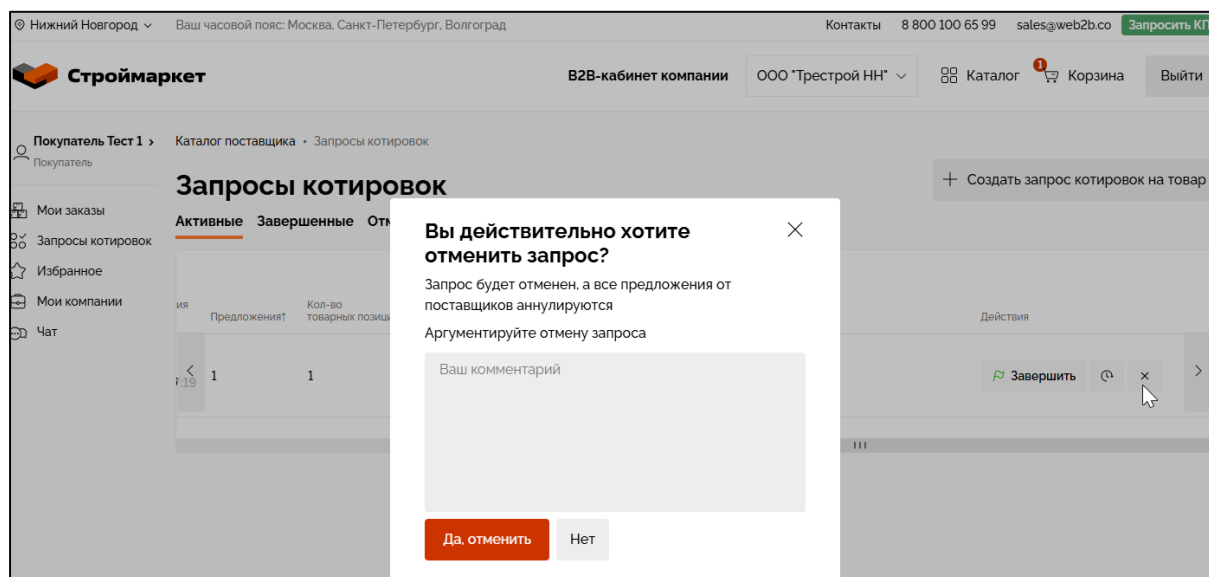 Нижний Новгород
Ваш часовой пояс: Москва, Санкт-Петербург, Волгоград
Контакты
8 800 100 65 99
sales@web2b.co
Запросить КП
Строймаркет
B2B-кабинет компании
ООО "Трестрой НН"
Каталог
1
Корзина
Выйти
Покупатель Тест 1 >
Покупатель
Каталог поставщика • Запросы котировок
Запросы котировок
+ Создать запрос котировок на товар
Мои заказы
Запросы котировок
Избранное
Мои компании
Чат
Активные Завершенные Отм
Вы действительно хотите
отменить запрос?
Запрос будет отменен, а все предложения от
поставщиков аннулируются
Аргументируйте отмену запроса
Ваш комментарий
Да, отменить
Нет
ия
Предложения↑
Кол-во
товарных позици
Действия
:19
1
1
Завершить